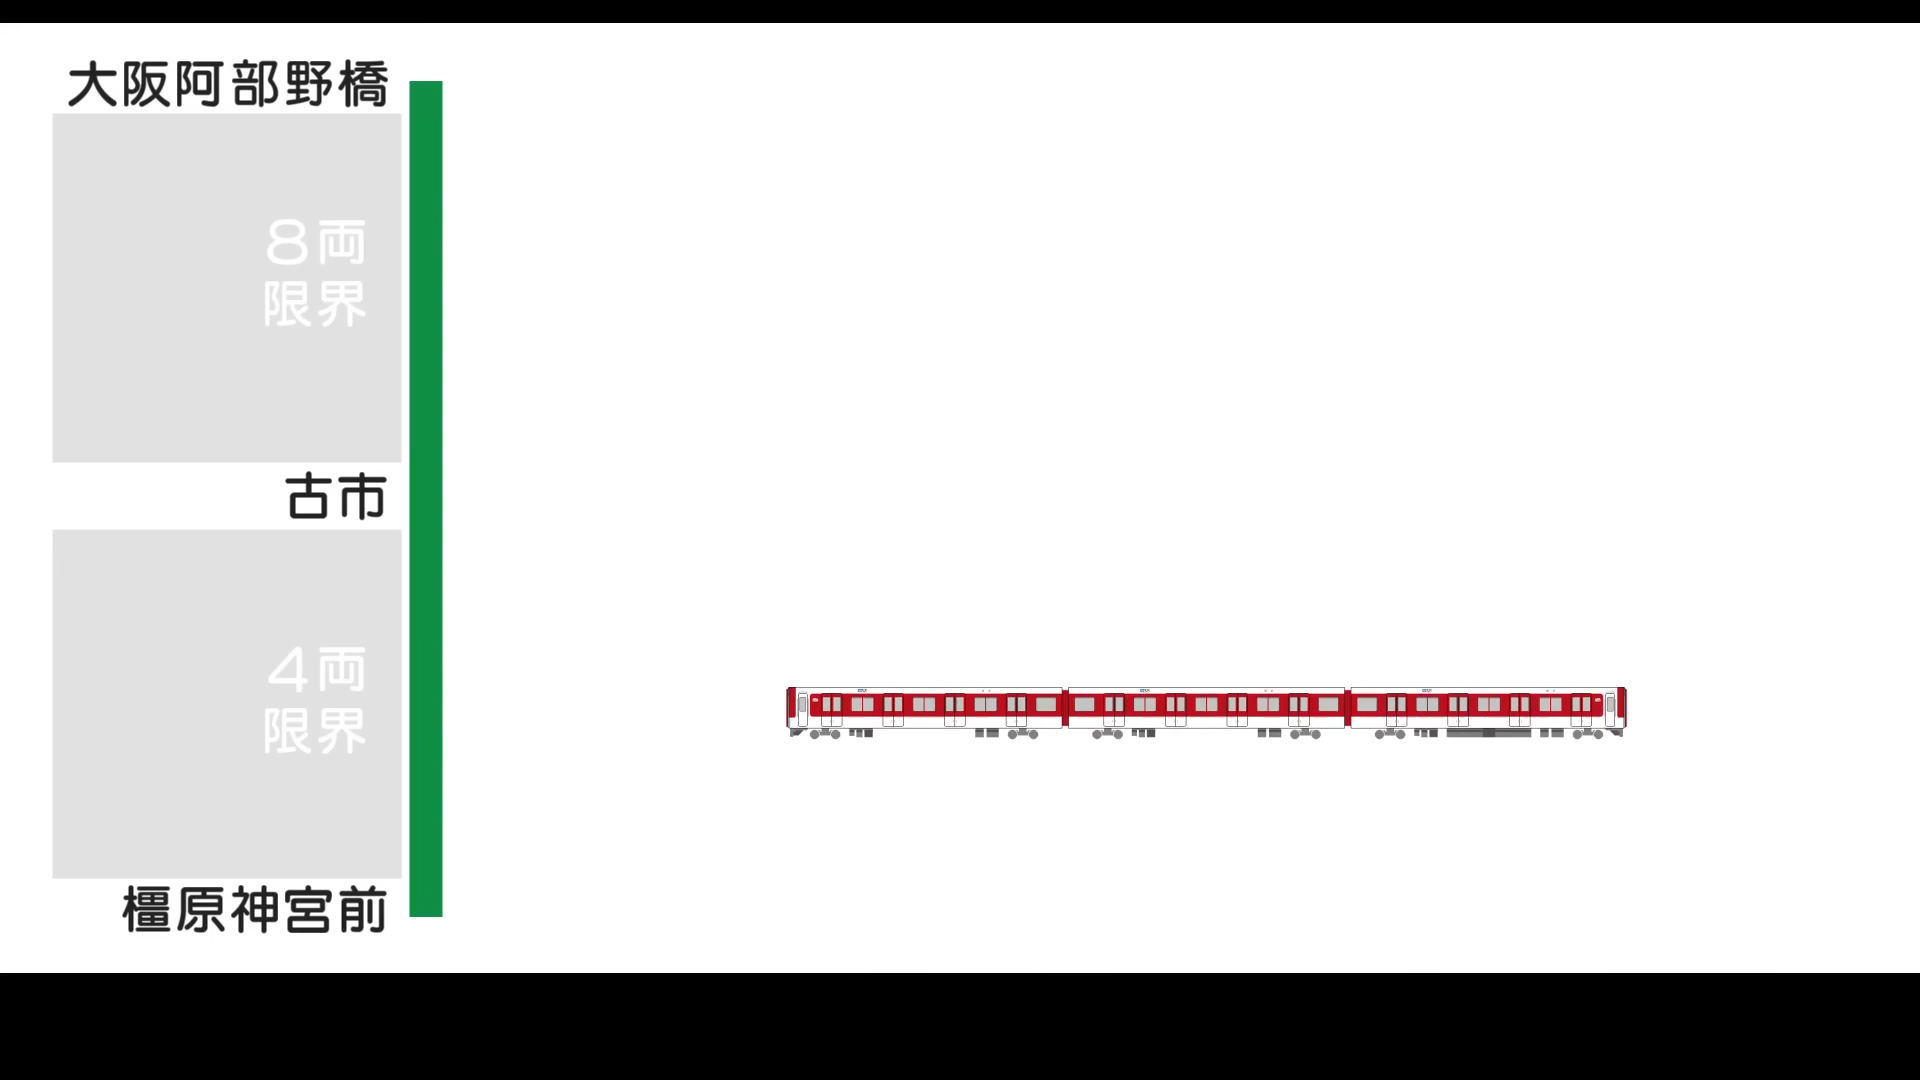 大阪阿部野橋
8両
限界
古市
4両
限界
橿原神宮前